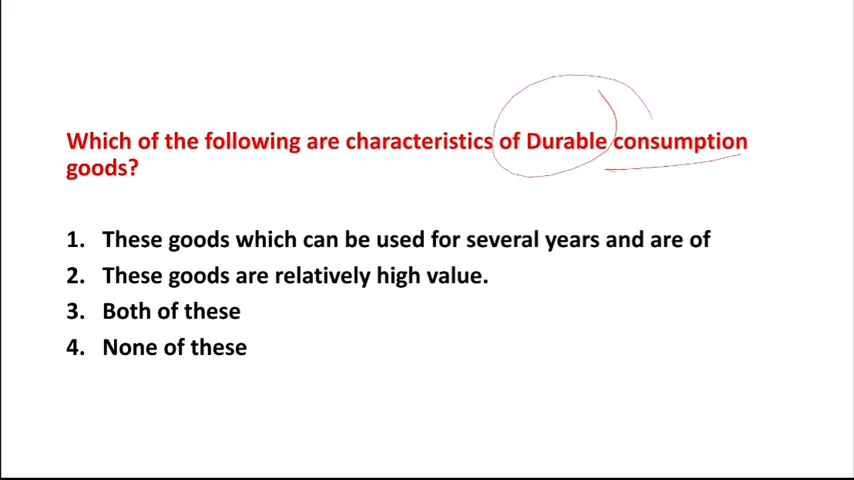 Which of the following are characteristics of Durable consumption
goods?
1. These goods which can be used for several years and are of
2. These goods are relatively high value.
3. Both of these
4. None of these